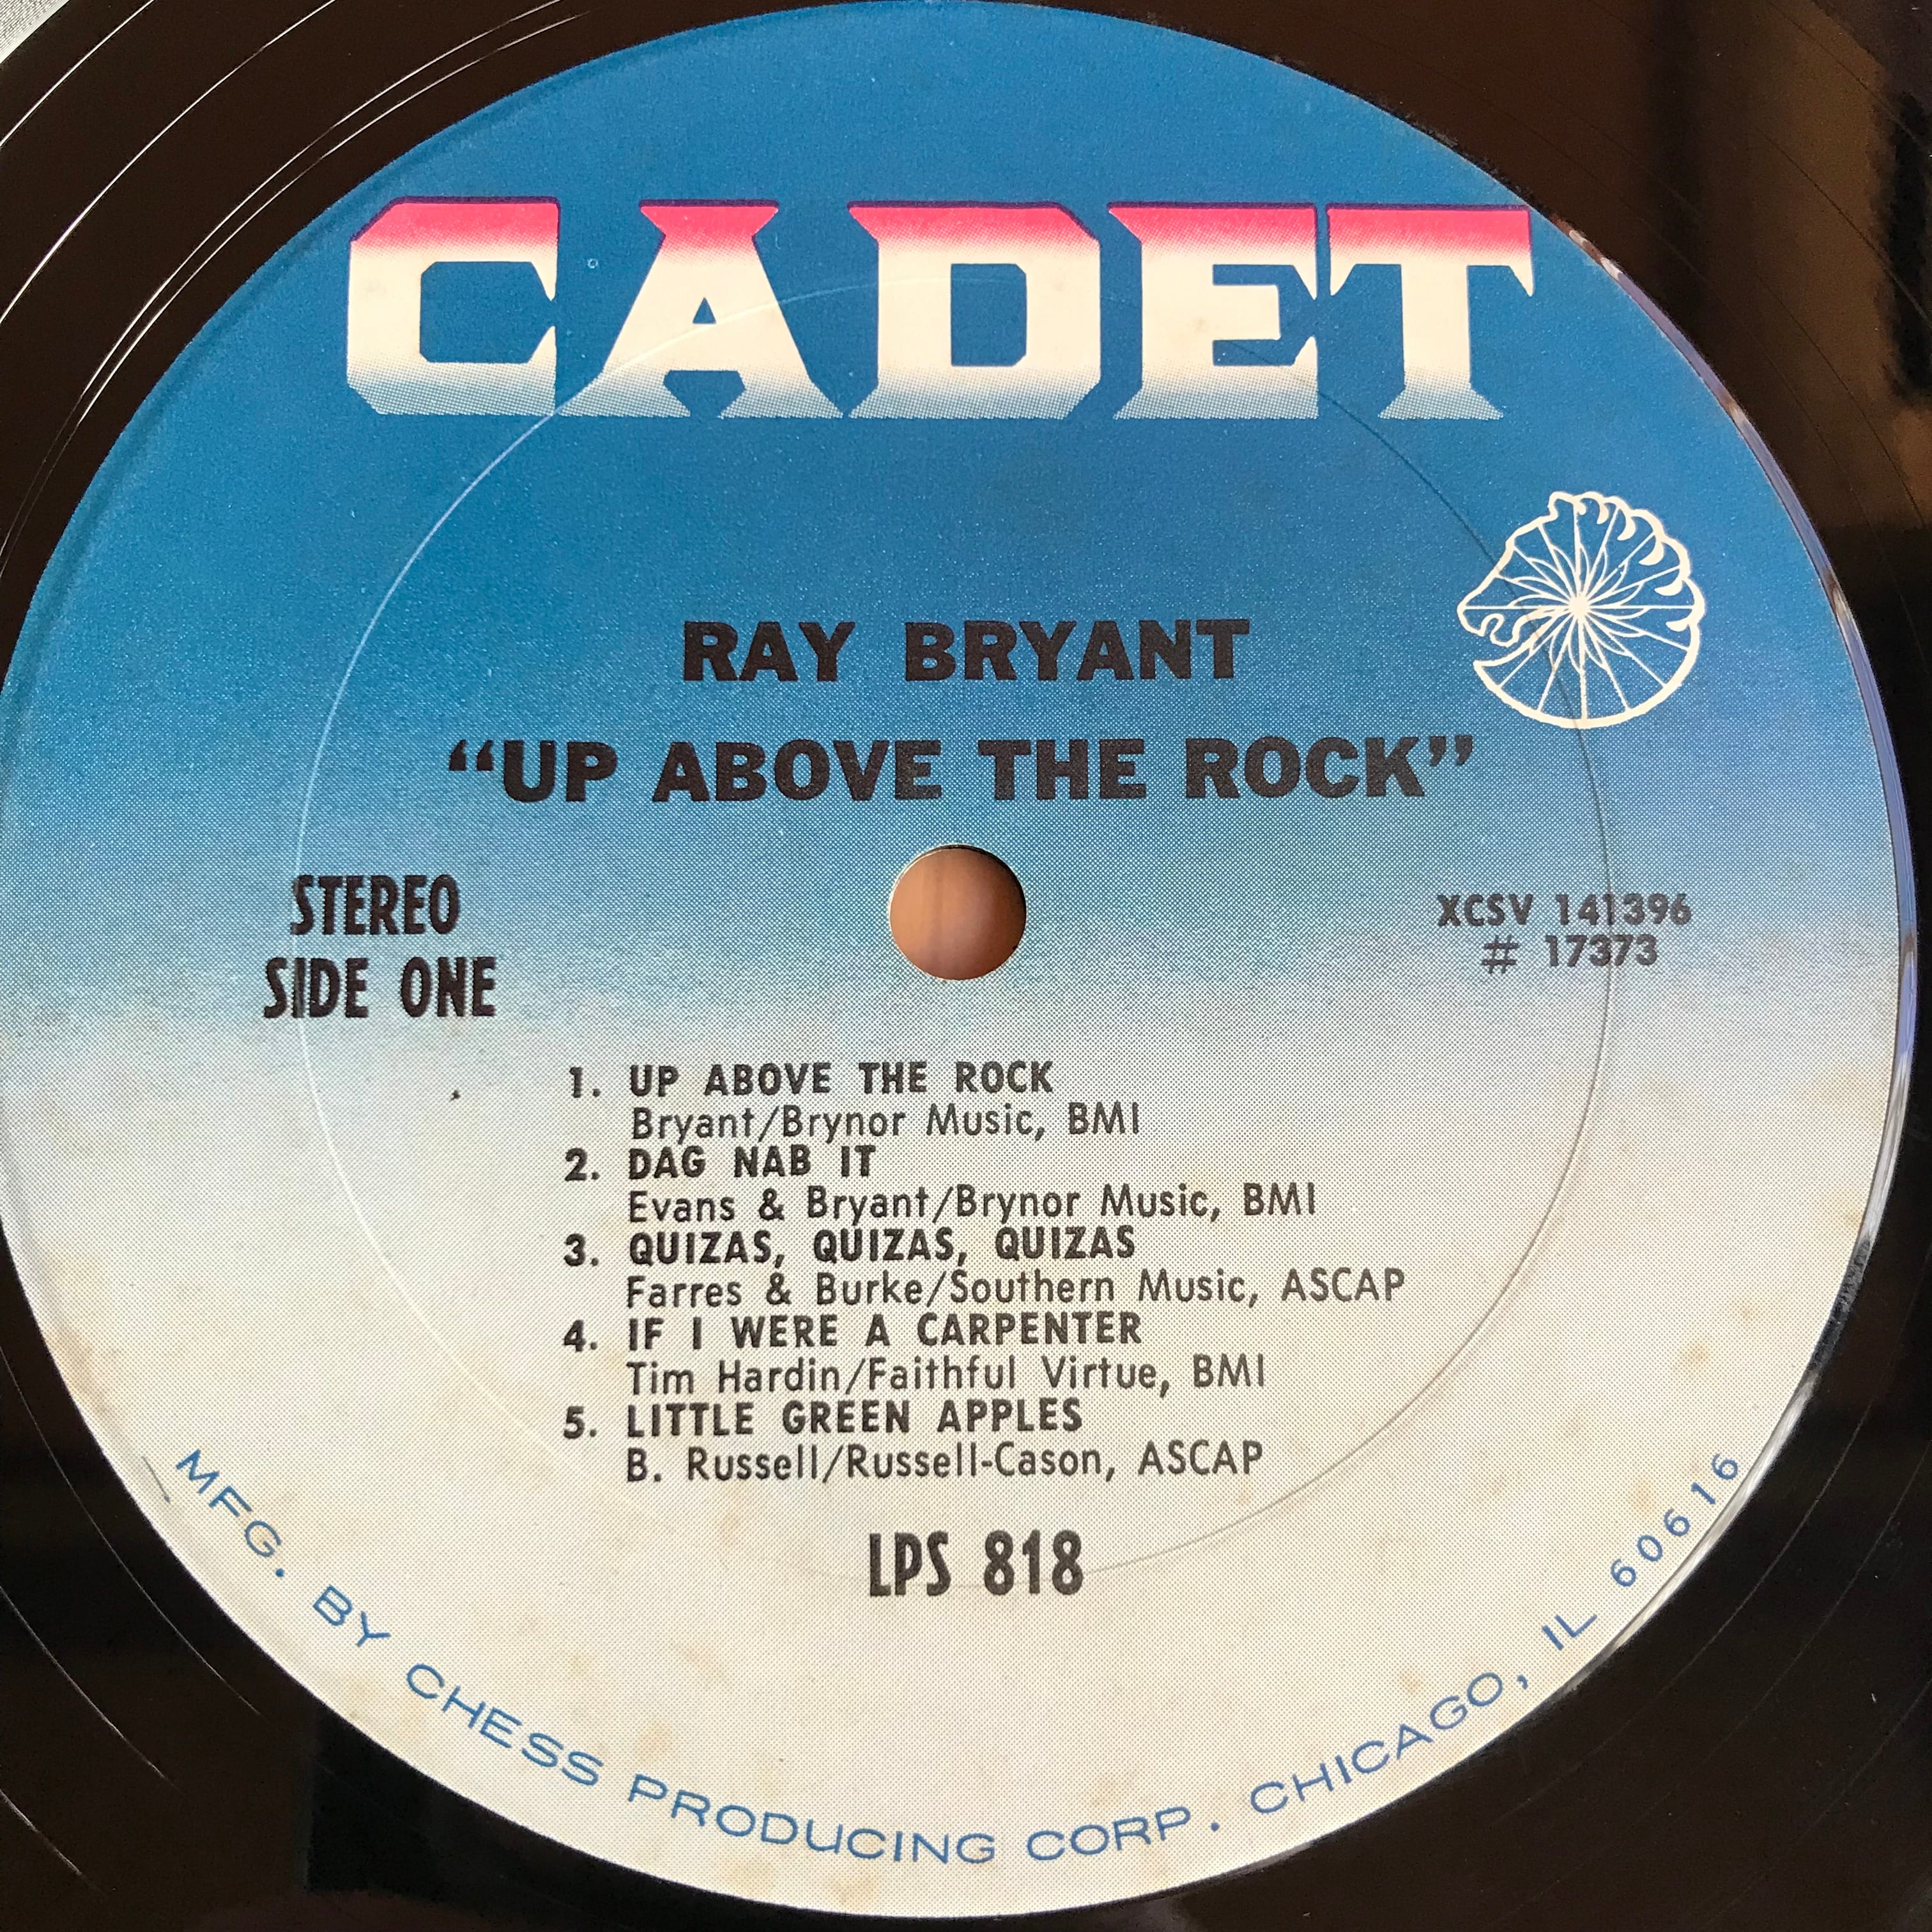 CADET
RAY BRYANT
“UP ABOVE THE ROCK”
STEREO
SIDE ONE
XCSV 141396
# 17373
1. UP ABOVE THE ROCK
Bryant/Brynor Music, BMI
2. DAG NAB IT
Evans & Bryant/Brynor Music, BMI
3. QUIZAS, QUIZAS, QUIZAS
Farres & Burke/Southern Music, ASCAP
4. IF I WERE A CARPENTER
Tim Hardin/Faithful Virtue, BMI
5. LITTLE GREEN APPLES
B. Russell/Russell-Cason, ASCAP
LPS 818
MFG. BY CHESS PRODUCING CORP. CHICAGO, IL 60616